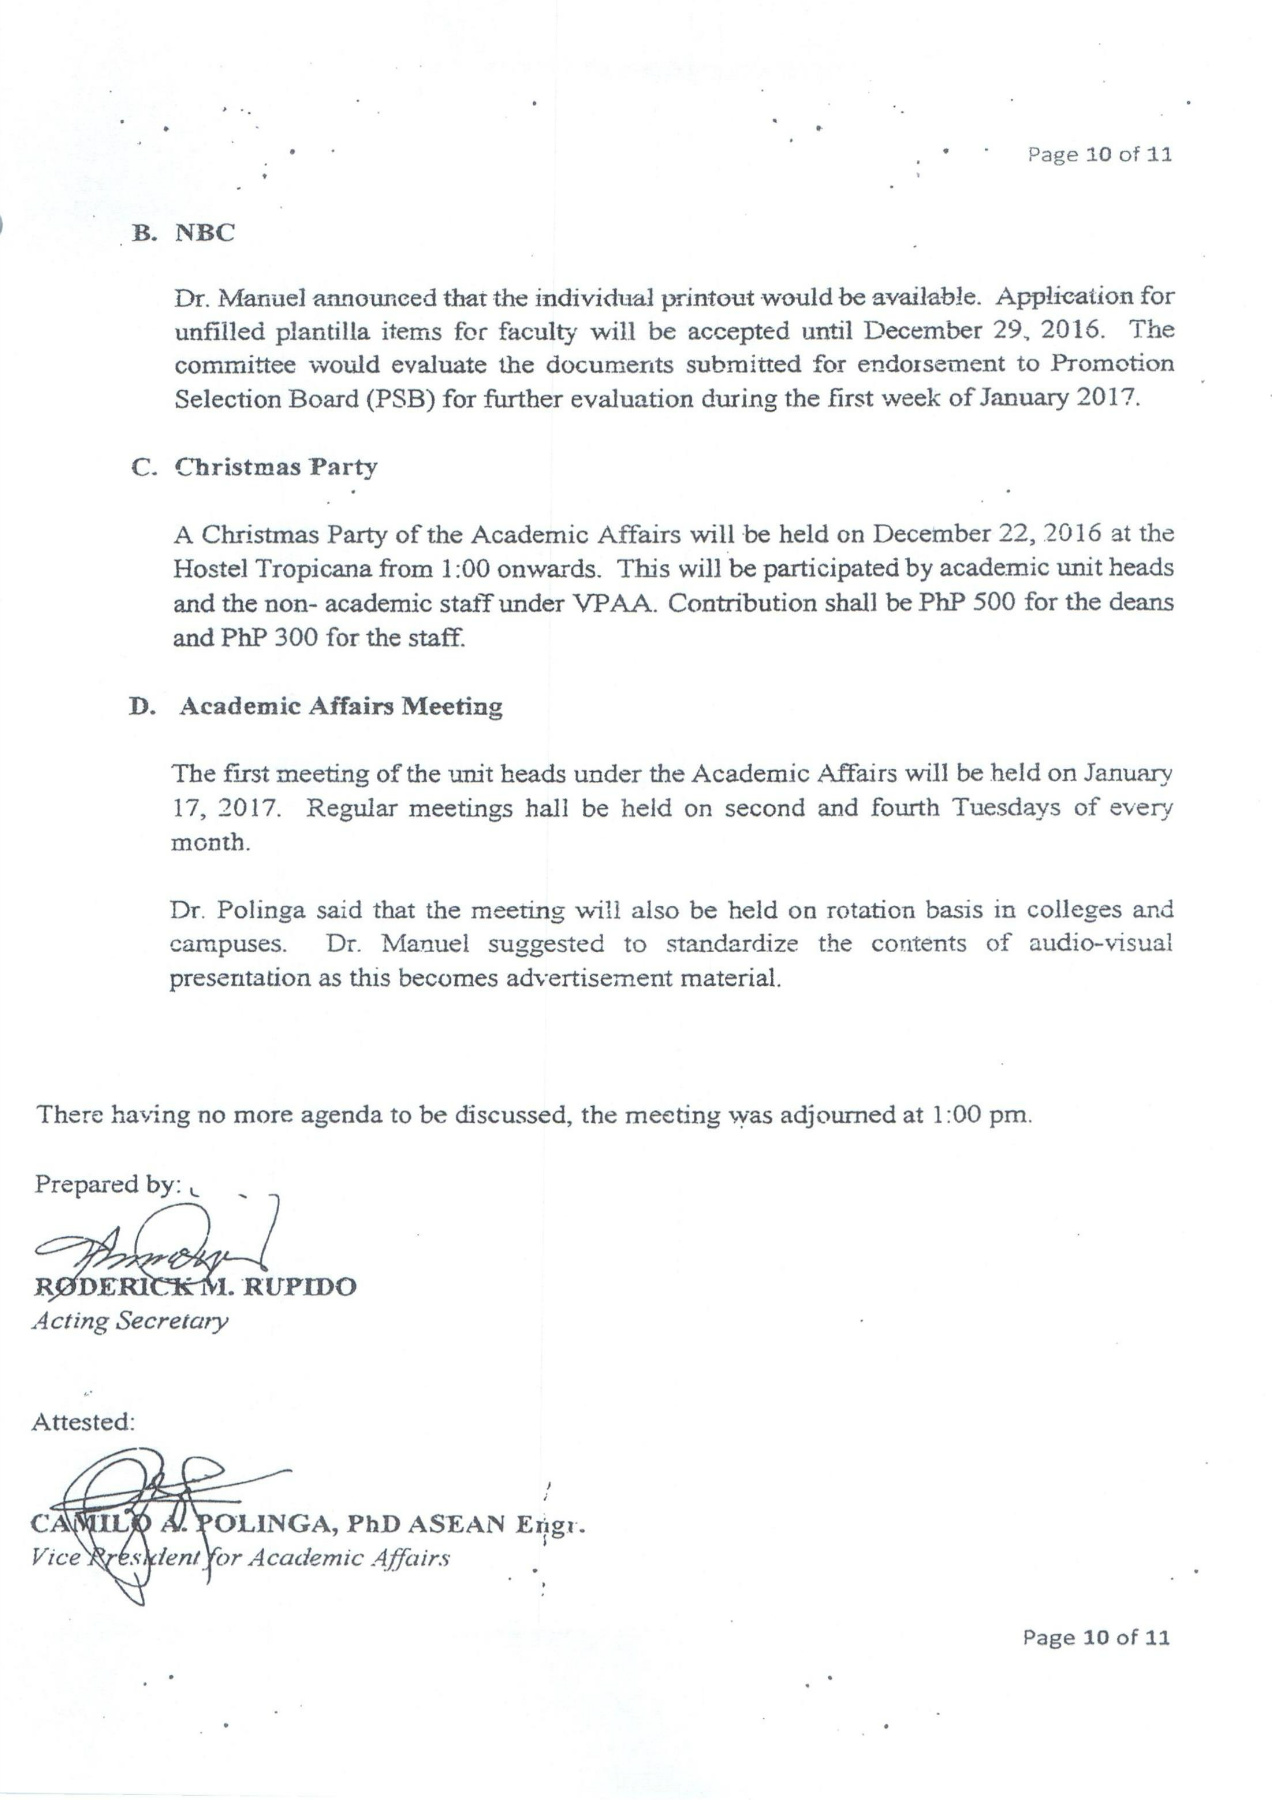 Page 10 of 11
B. NBC
Dr. Manuel announced that the individual printout would be available. Application for
unfilled plantilla items for faculty will be accepted until December 29, 2016. The
committee would evaluate the documents submitted for endorsement to Promotion
Selection Board (PSB) for further evaluation during the first week of January 2017.
C. Christmas Party
A Christmas Party of the Academic Affairs will be held on December 22, 2016 at the
Hostel Tropicana from 1:00 onwards. This will be participated by academic unit heads
and the non- academic staff under VPAA. Contribution shall be PhP 500 for the deans
and PhP 300 for the staff.
D. Academic Affairs Meeting
The first meeting of the unit heads under the Academic Affairs will be held on January
17, 2017. Regular meetings hall be held on second and fourth Tuesdays of every
month.
Dr. Polinga said that the meeting will also be held on rotation basis in colleges and
campuses. Dr. Manuel suggested to standardize the contents of audio-visual
presentation as this becomes advertisement material.
There having no more agenda to be discussed, the meeting was adjourned at 1:00 pm.
Prepared by:
RODERICK M. RUPIDO
Acting Secretary
Attested:
CAMILO A. POLINGA, PhD ASEAN Engr.
Vice President for Academic Affairs
Page 10 of 11